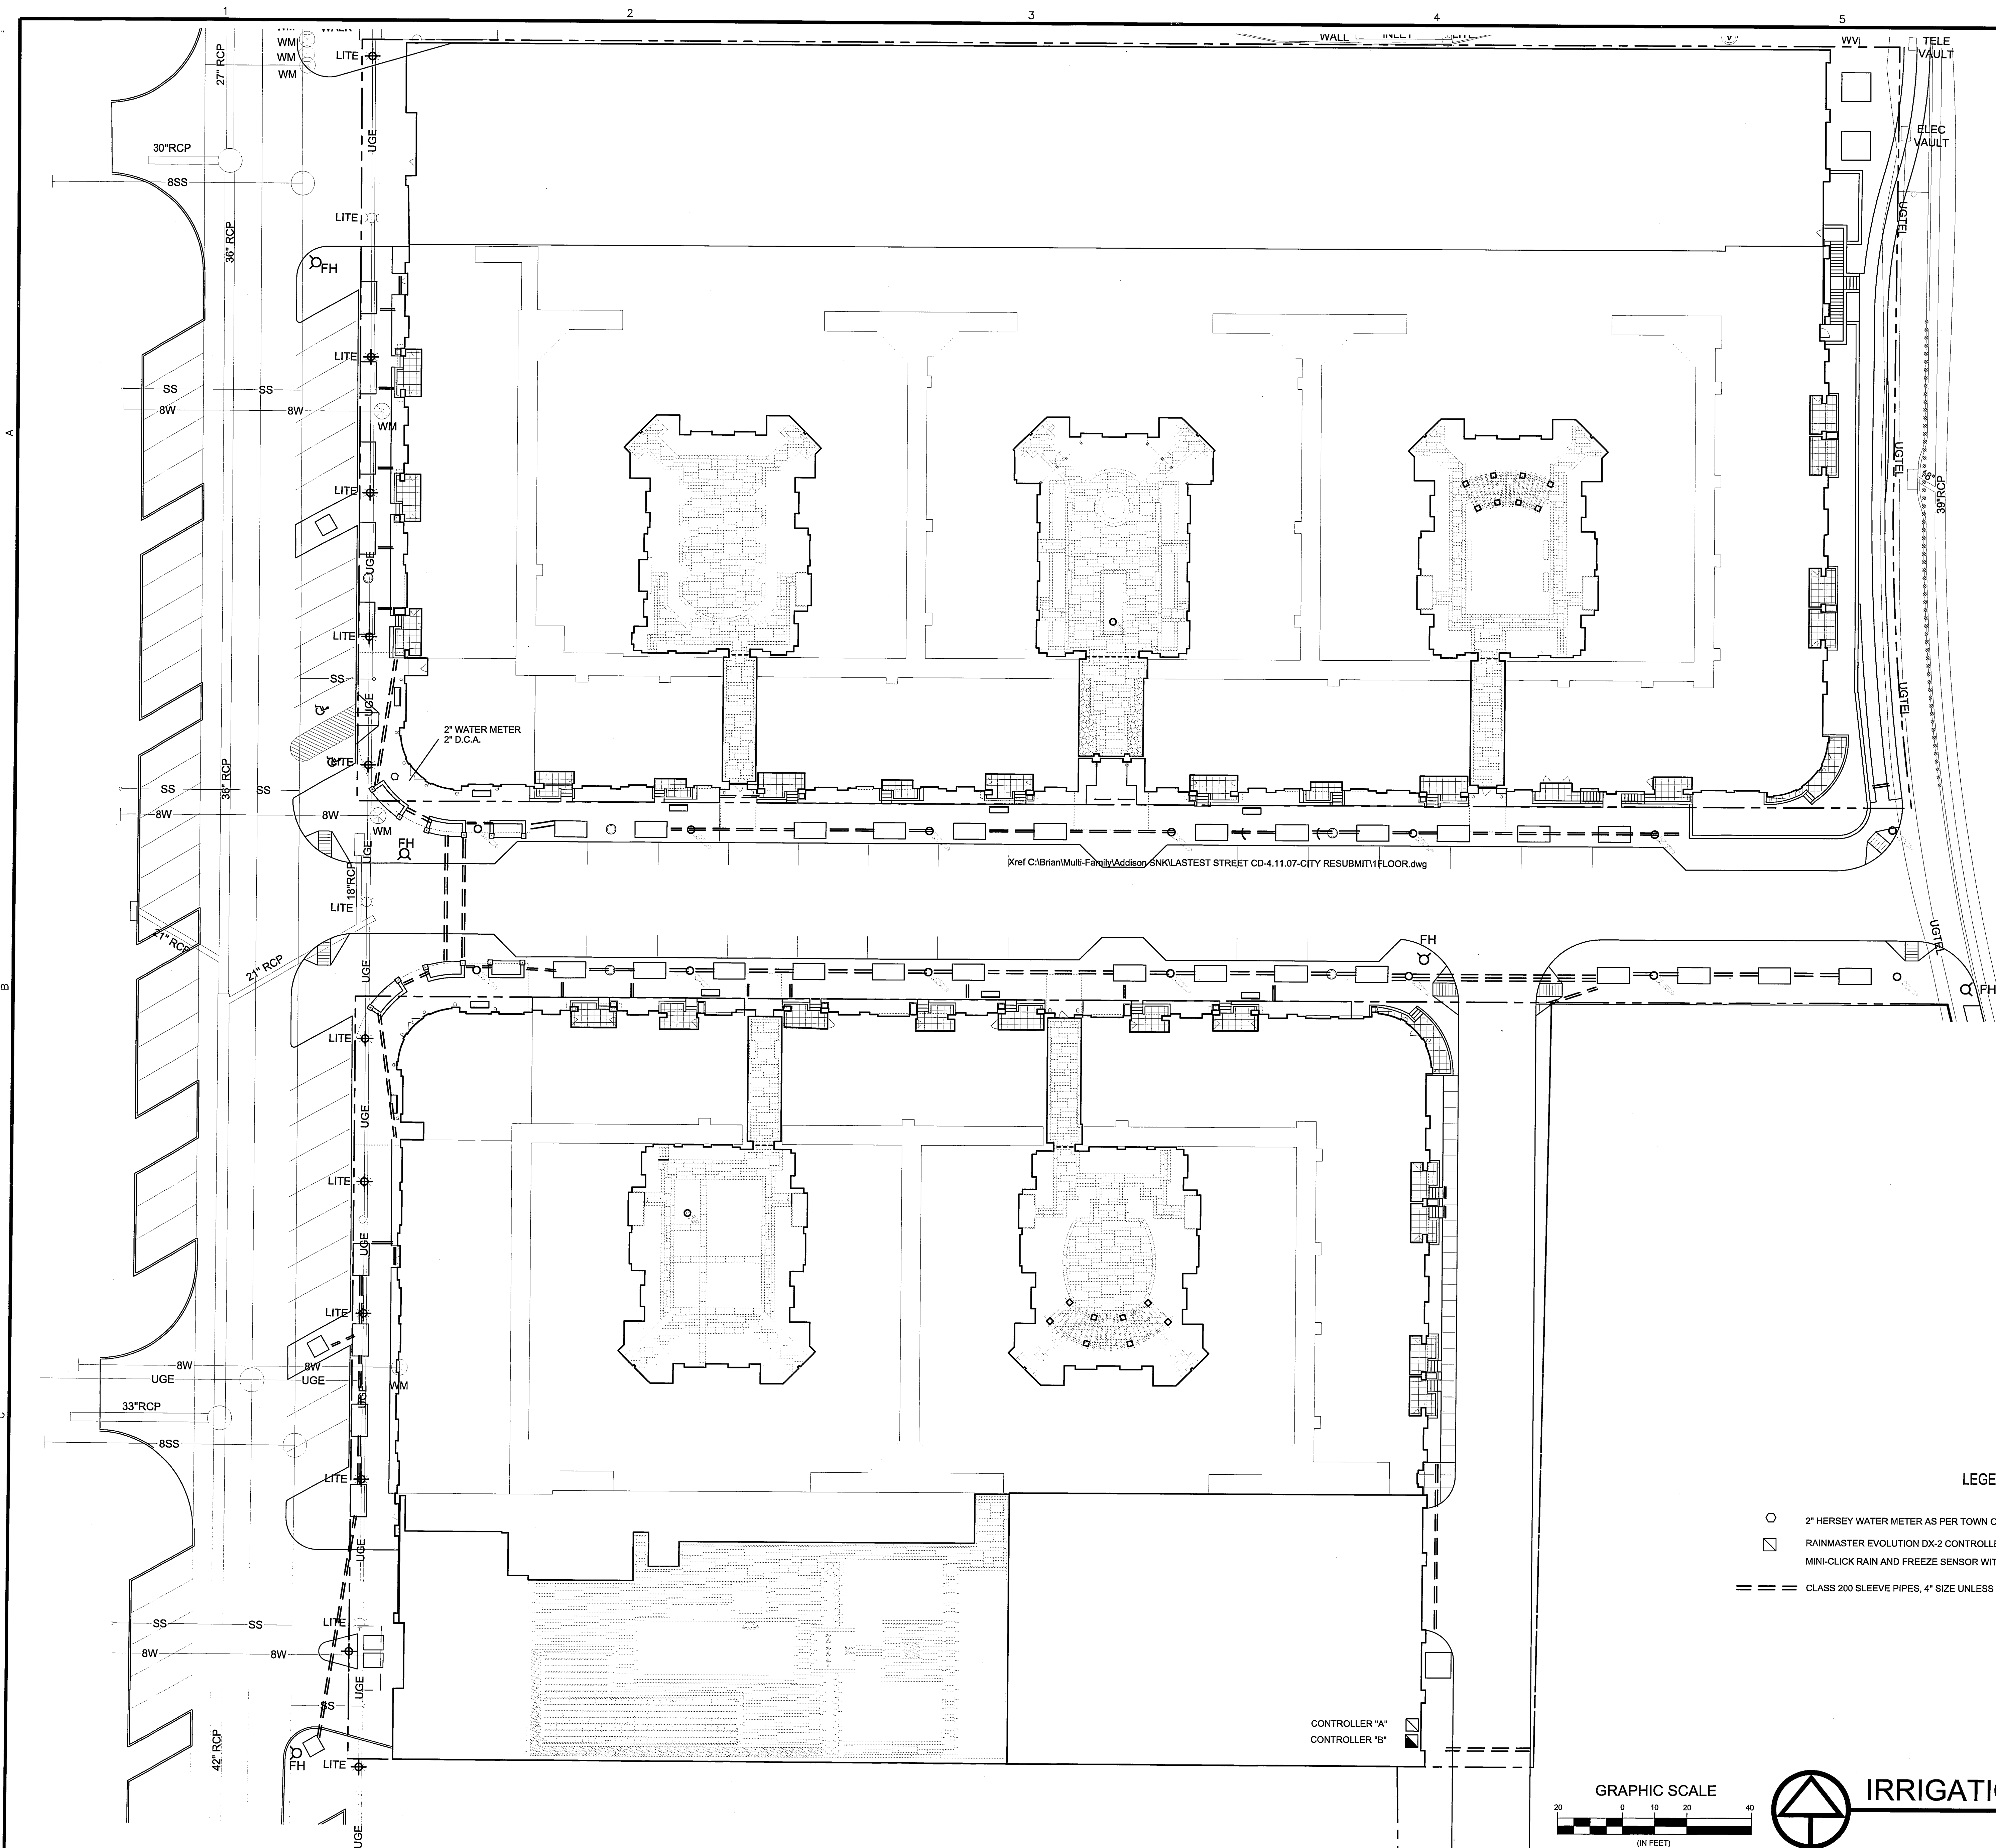 1
2
3
4
5
WM
WM
WM
WALK
LITE
27" RCP
UGE
WALL
INLET
LITE
V
WV
TELE
VAULT
ELEC
VAULT
30"RCP
8SS
LITE
36" RCP
UGTEL
FH
LITE
SS
SS
8W
8W
WM
A
UGTEL
39"RCP
LITE
UGE
LITE
SS
UGE
UGTEL
2" WATER METER
2" D.C.A.
LITE
SS
SS
36" RCP
8W
8W
WM
FH
UGE
18"RCP
Xref C:\Brian\Multi-Family\Addison SNK\LASTEST STREET CD-4.11.07-CITY RESUBMIT\1FLOOR.dwg
LITE
21" RCP
21" RCP
UGE
FH
UGTEL
B
FH
LITE
UGE
LITE
UGE
LITE
8W
8W
UGE
UGE
WM
UGE
33"RCP
8SS
C
LITE
UGE
LEGE
2" HERSEY WATER METER AS PER TOWN O
RAINMASTER EVOLUTION DX-2 CONTROLLE
MINI-CLICK RAIN AND FREEZE SENSOR WIT
CLASS 200 SLEEVE PIPES, 4" SIZE UNLESS
SS
SS
LITE
8W
8W
UGE
SS
42" RCP
FH
LITE
UGE
CONTROLLER "A"
CONTROLLER "B"
GRAPHIC SCALE
20
0
10
20
40
(IN FEET)
IRRIGATIO